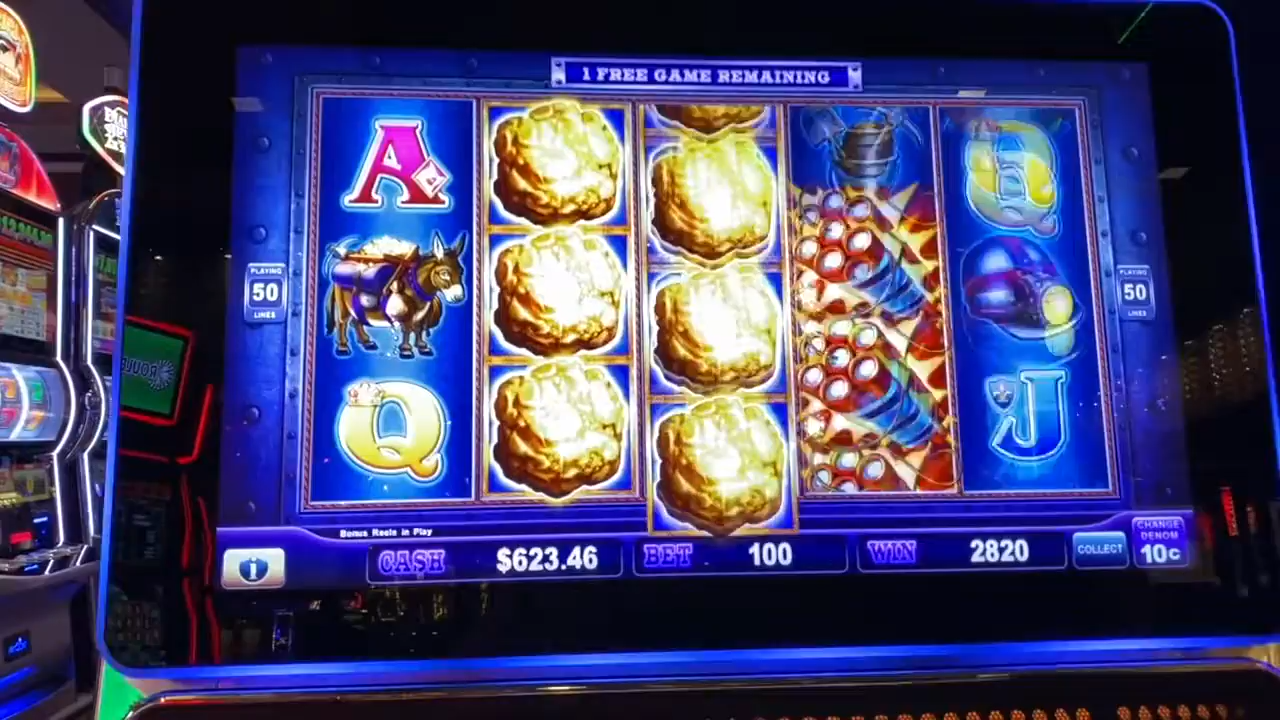 1 FREE GAME REMAINING
A
Q
Q
J
PLAYING
50
LINES
PLAYING
50
LINES
Bonus Reels in Play
CASH $623.46 BET 100 WIN 2820 COLLECT
CHANGE
DENOM
10¢
i